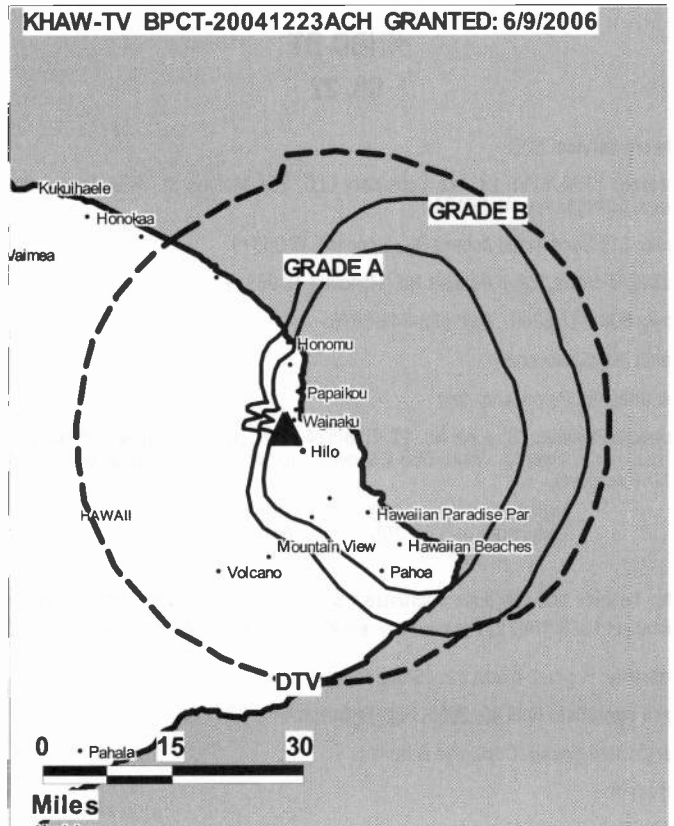 KHAW-TV BPCT-20041223ACH GRANTED: 6/9/2006
Kukuihaele
Honokaa
Waimea
GRADE B
GRADE A
Honomu
Papaikou
Wainaku
Hilo
HAWAII
Hawaiian Paradise Par
Mountain View
Hawaiian Beaches
Volcano
Pahoa
DTV
0 15 30
Pahala
Miles